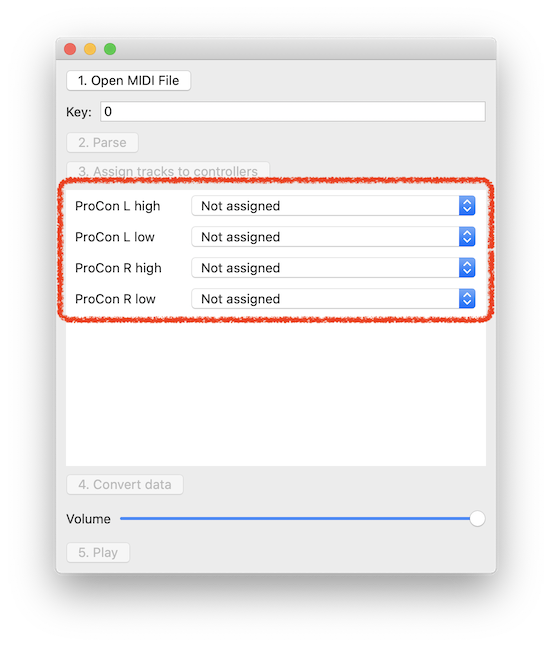 1. Open MIDI File
Key: 0
2. Parse
3. Assign tracks to controllers
ProCon L high Not assigned
ProCon L low Not assigned
ProCon R high Not assigned
ProCon R low Not assigned
4. Convert data
Volume
5. Play